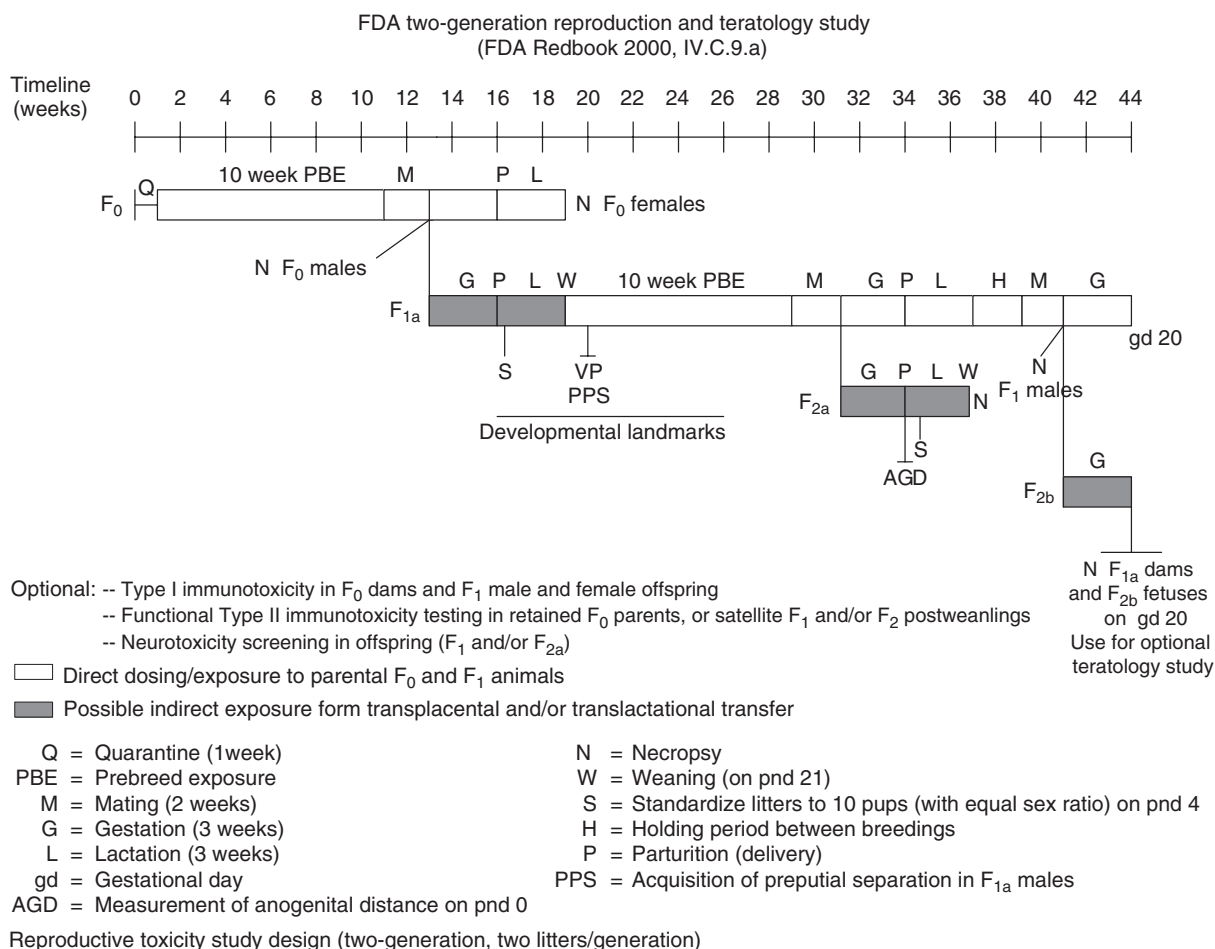 FDA two-generation reproduction and teratology study
(FDA Redbook 2000, IV.C.9.a)
Timeline
(weeks)
0 2 4 6 8 10 12 14 16 18 20 22 24 26 28 30 32 34 36 38 40 42 44
Q 10 week PBE M P L
F0 N F0 females
N F0 males
G P L W 10 week PBE M G P L H M G
F1a
gd 20
S VP N
PPS F1 males
G P L W
F2a N
Developmental landmarks
S
AGD
G
F2b
N F1a dams
and F2b fetuses
on gd 20
Use for optional
teratology study
Optional: -- Type I immunotoxicity in F0 dams and F1 male and female offspring
-- Functional Type II immunotoxicity testing in retained F0 parents, or satellite F1 and/or F2 postweanlings
-- Neurotoxicity screening in offspring (F1 and/or F2a)
Direct dosing/exposure to parental F0 and F1 animals
Possible indirect exposure form transplacental and/or translactational transfer
Q = Quarantine (1week)
PBE = Prebreed exposure
M = Mating (2 weeks)
G = Gestation (3 weeks)
L = Lactation (3 weeks)
gd = Gestational day
AGD = Measurement of anogenital distance on pnd 0
N = Necropsy
W = Weaning (on pnd 21)
S = Standardize litters to 10 pups (with equal sex ratio) on pnd 4
H = Holding period between breedings
P = Parturition (delivery)
PPS = Acquisition of preputial separation in F1a males
Reproductive toxicity study design (two-generation, two litters/generation)